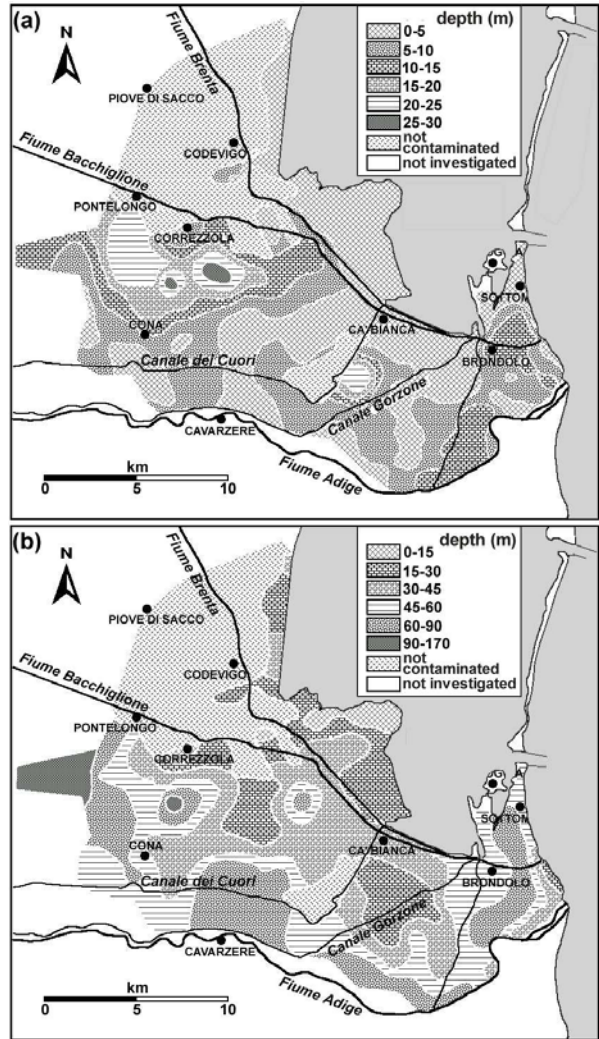 (a)
N
Fiume Brenta
PIOVE DI SACCO
CODEVIGO
Fiume Bacchiglione
PONTELONGO
CORREZZOLA
CONA
CA'BIANCA
SOTTOM
BRONDOLO
Canale dei Cuori
Canale Gorzone
CAVARZERE
Fiume Adige
km
0 5 10
depth (m)
0-5
5-10
10-15
15-20
20-25
25-30
not
contaminated
not investigated
(b)
N
Fiume Brenta
PIOVE DI SACCO
CODEVIGO
Fiume Bacchiglione
PONTELONGO
CORREZZOLA
CONA
CA'BIANCA
SOTTOM
BRONDOLO
Canale dei Cuori
Canale Gorzone
CAVARZERE
Fiume Adige
km
0 5 10
depth (m)
0-15
15-30
30-45
45-60
60-90
90-170
not
contaminated
not investigated